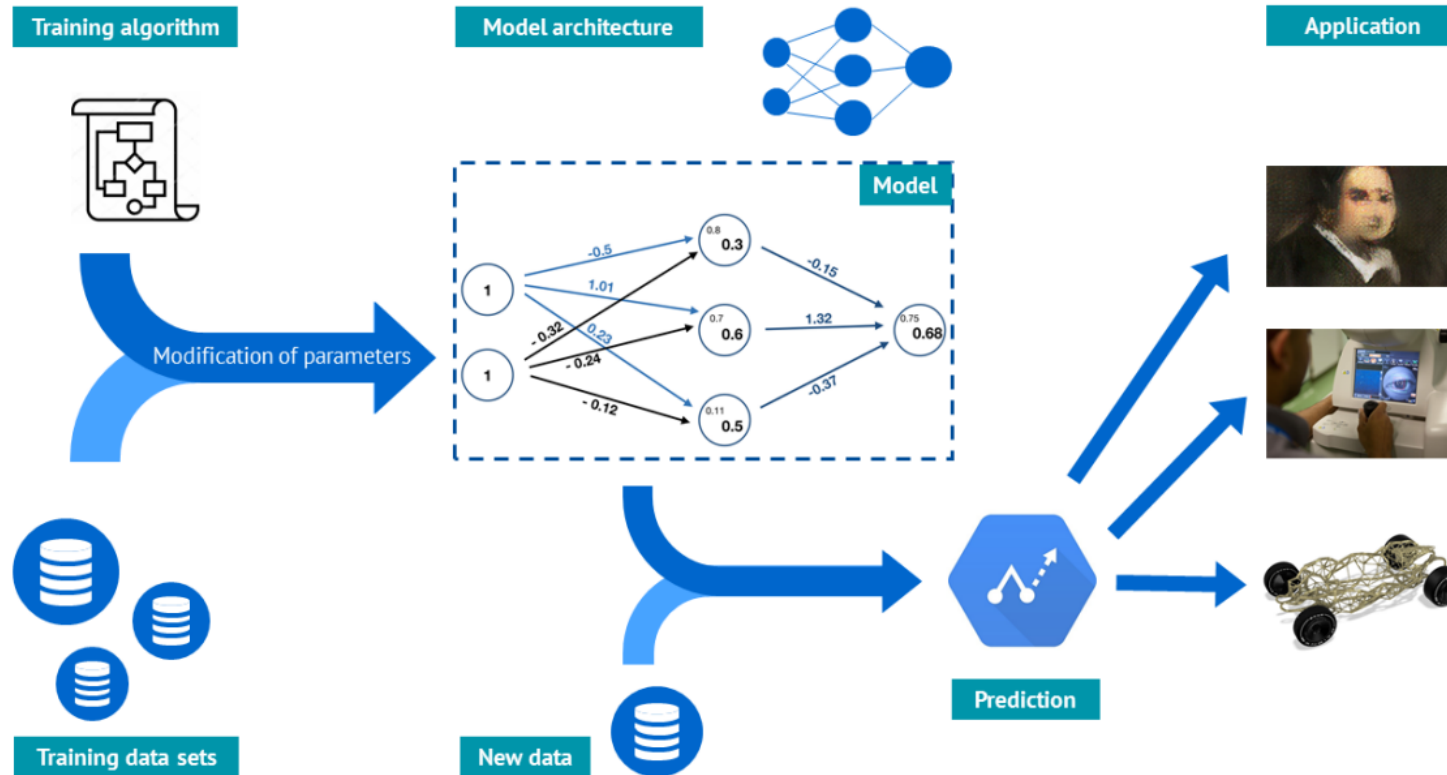 Training algorithm
Model architecture
Application
Model
0.8
0.3
-0.5
-0.15
1
1.01
0.7
0.6
1.32
0.75
0.68
- 0.32
0.23
- 0.24
1
- 0.12
-0.37
0.11
0.5
Modification of parameters
Prediction
Training data sets
New data